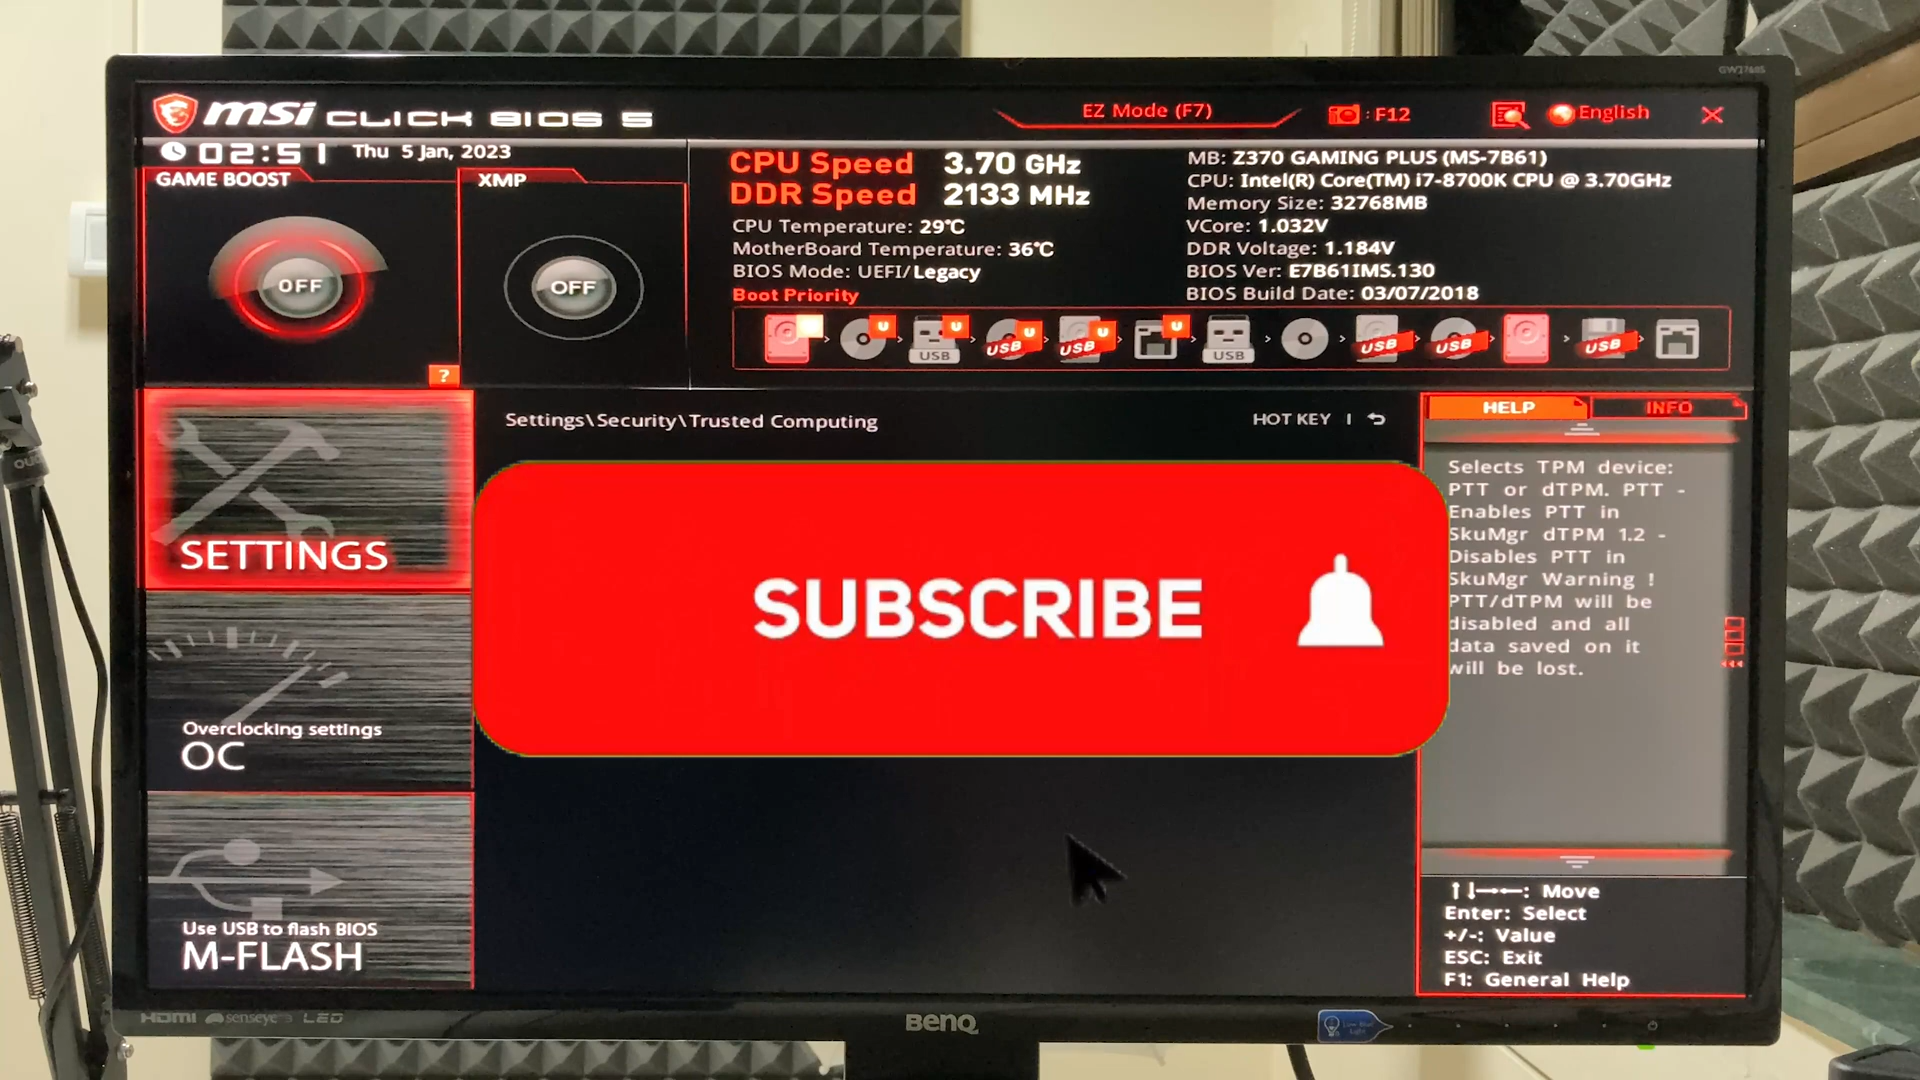 GW2760S
msi CLICK BIOS 5
EZ Mode (F7)
: F12
English
02:51
Thu 5 Jan, 2023
GAME BOOST
XMP
OFF
OFF
?
CPU Speed 3.70 GHz
DDR Speed 2133 MHz
CPU Temperature: 29℃
MotherBoard Temperature: 36℃
BIOS Mode: UEFI/Legacy
Boot Priority
MB: Z370 GAMING PLUS (MS-7B61)
CPU: Intel(R) Core(TM) i7-8700K CPU @ 3.70GHz
Memory Size: 32768MB
VCore: 1.032V
DDR Voltage: 1.184V
BIOS Ver: E7B61IMS.130
BIOS Build Date: 03/07/2018
U U U U U
USB USB USB USB USB USB USB
SETTINGS
Overclocking settings
OC
Use USB to flash BIOS
M-FLASH
Settings\Security\Trusted Computing
HOT KEY |
SUBSCRIBE
HELP
INFO
Selects TPM device:
PTT or dTPM. PTT -
Enables PTT in
SkuMgr dTPM 1.2 -
Disables PTT in
SkuMgr Warning !
PTT/dTPM will be
disabled and all
data saved on it
will be lost.
↑↓→←: Move
Enter: Select
+/-: Value
ESC: Exit
F1: General Help
HDMI senseye3 LED
BenQ
Low Blue
Light